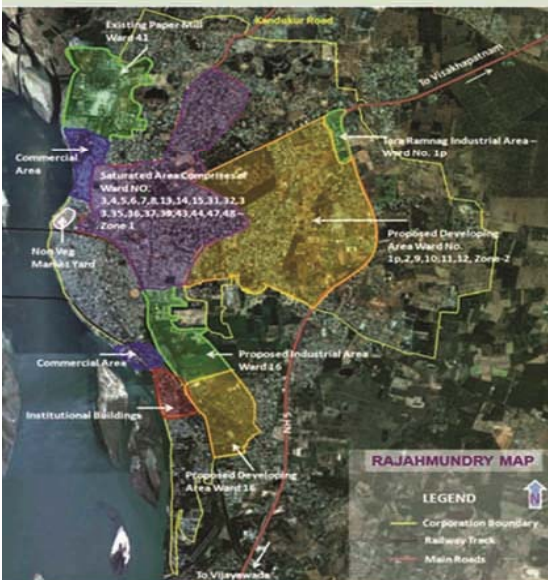 Kandukur Road
Existing Paper Mill
Ward 41
To Visakhapatnam
Tara Ramnag Industrial Area –
Ward No. 1p
Commercial
Area
Saturated Area Comprises of
Ward NO:
3,4,5,6,7,8,13,14,15,31,32,3
3,35,36,37,38,43,44,47,48 –
Zone 1
Non Veg
Market Yard
Proposed Developing
Area Ward No.
1p,2,9,10,11,12, Zone-2
Commercial Area
Proposed Industrial Area
Ward 16
Institutional Buildings
NH 5
Proposed Developing
Area Ward 16
To Vijayawada
RAJAHMUNDRY MAP
LEGEND
N
Corporation Boundary
Railway Track
Main Roads